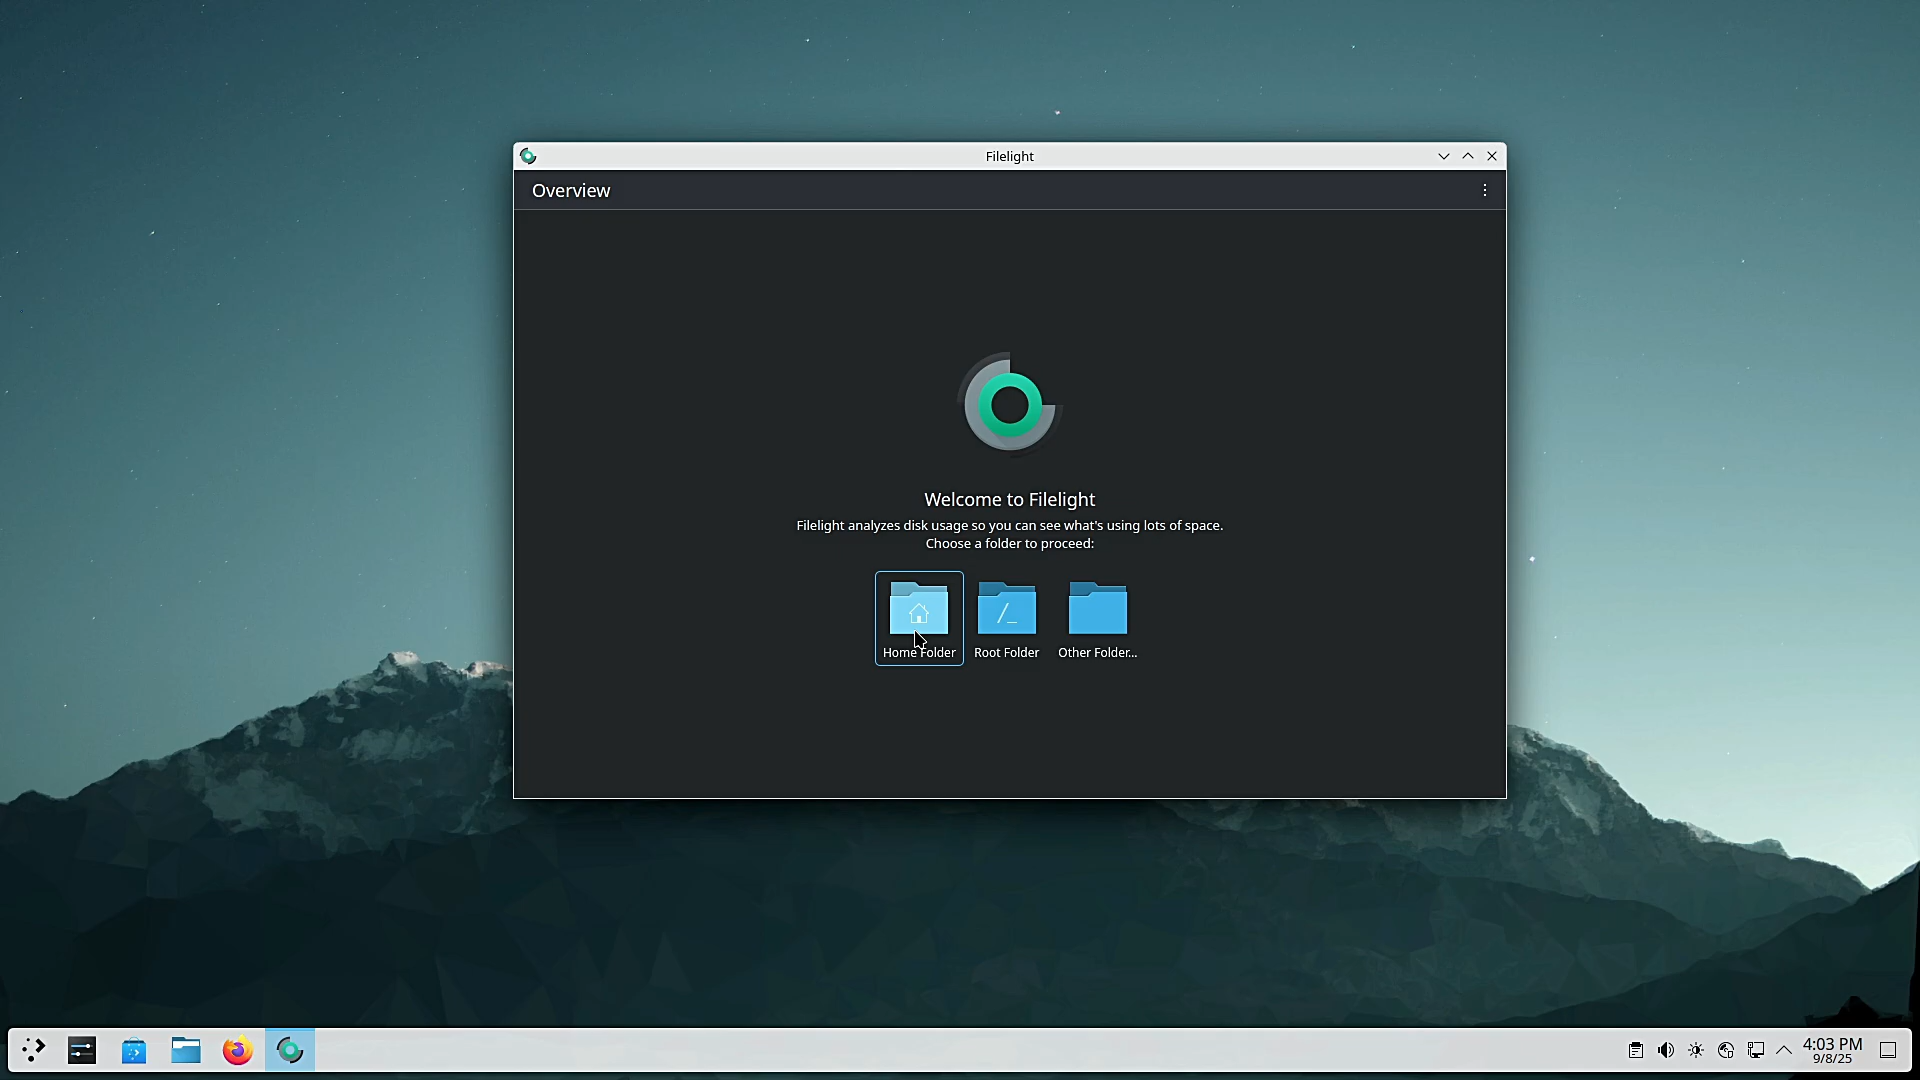 Filelight
Overview
Welcome to Filelight
Filelight analyzes disk usage so you can see what's using lots of space.
Choose a folder to proceed:
/_
Home Folder
Root Folder
Other Folder...
4:03 PM
9/8/25